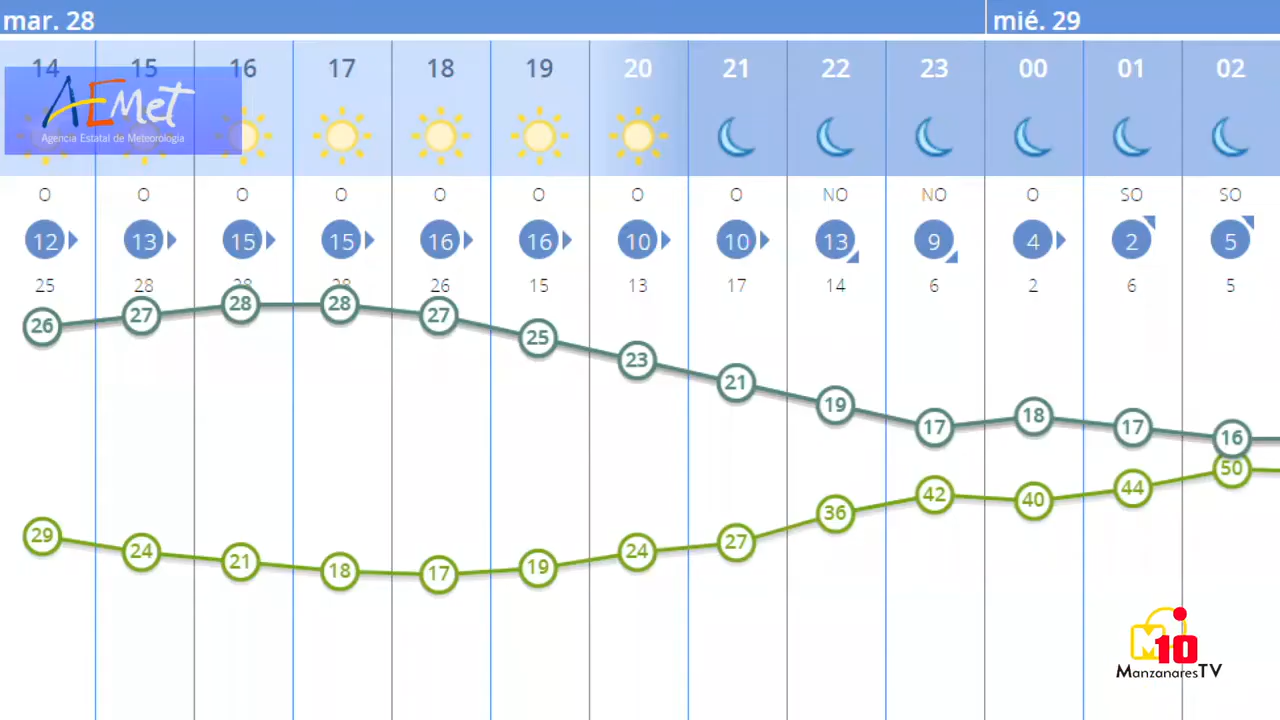 mar. 28 mié. 29
14 15 16 17 18 19 20 21 22 23 00 01 02
AEMet
Agencia Estatal de Meteorología
O O O O O O O O NO NO O SO SO
12 13 15 15 16 16 10 10 13 9 4 2 5
25 28 28 28 26 15 13 17 14 6 2 6 5
26 27 28 28 27 25 23 21 19 17 18 17 16
29 24 21 18 17 19 24 27 36 42 40 44 50
M10
ManzanaresTV